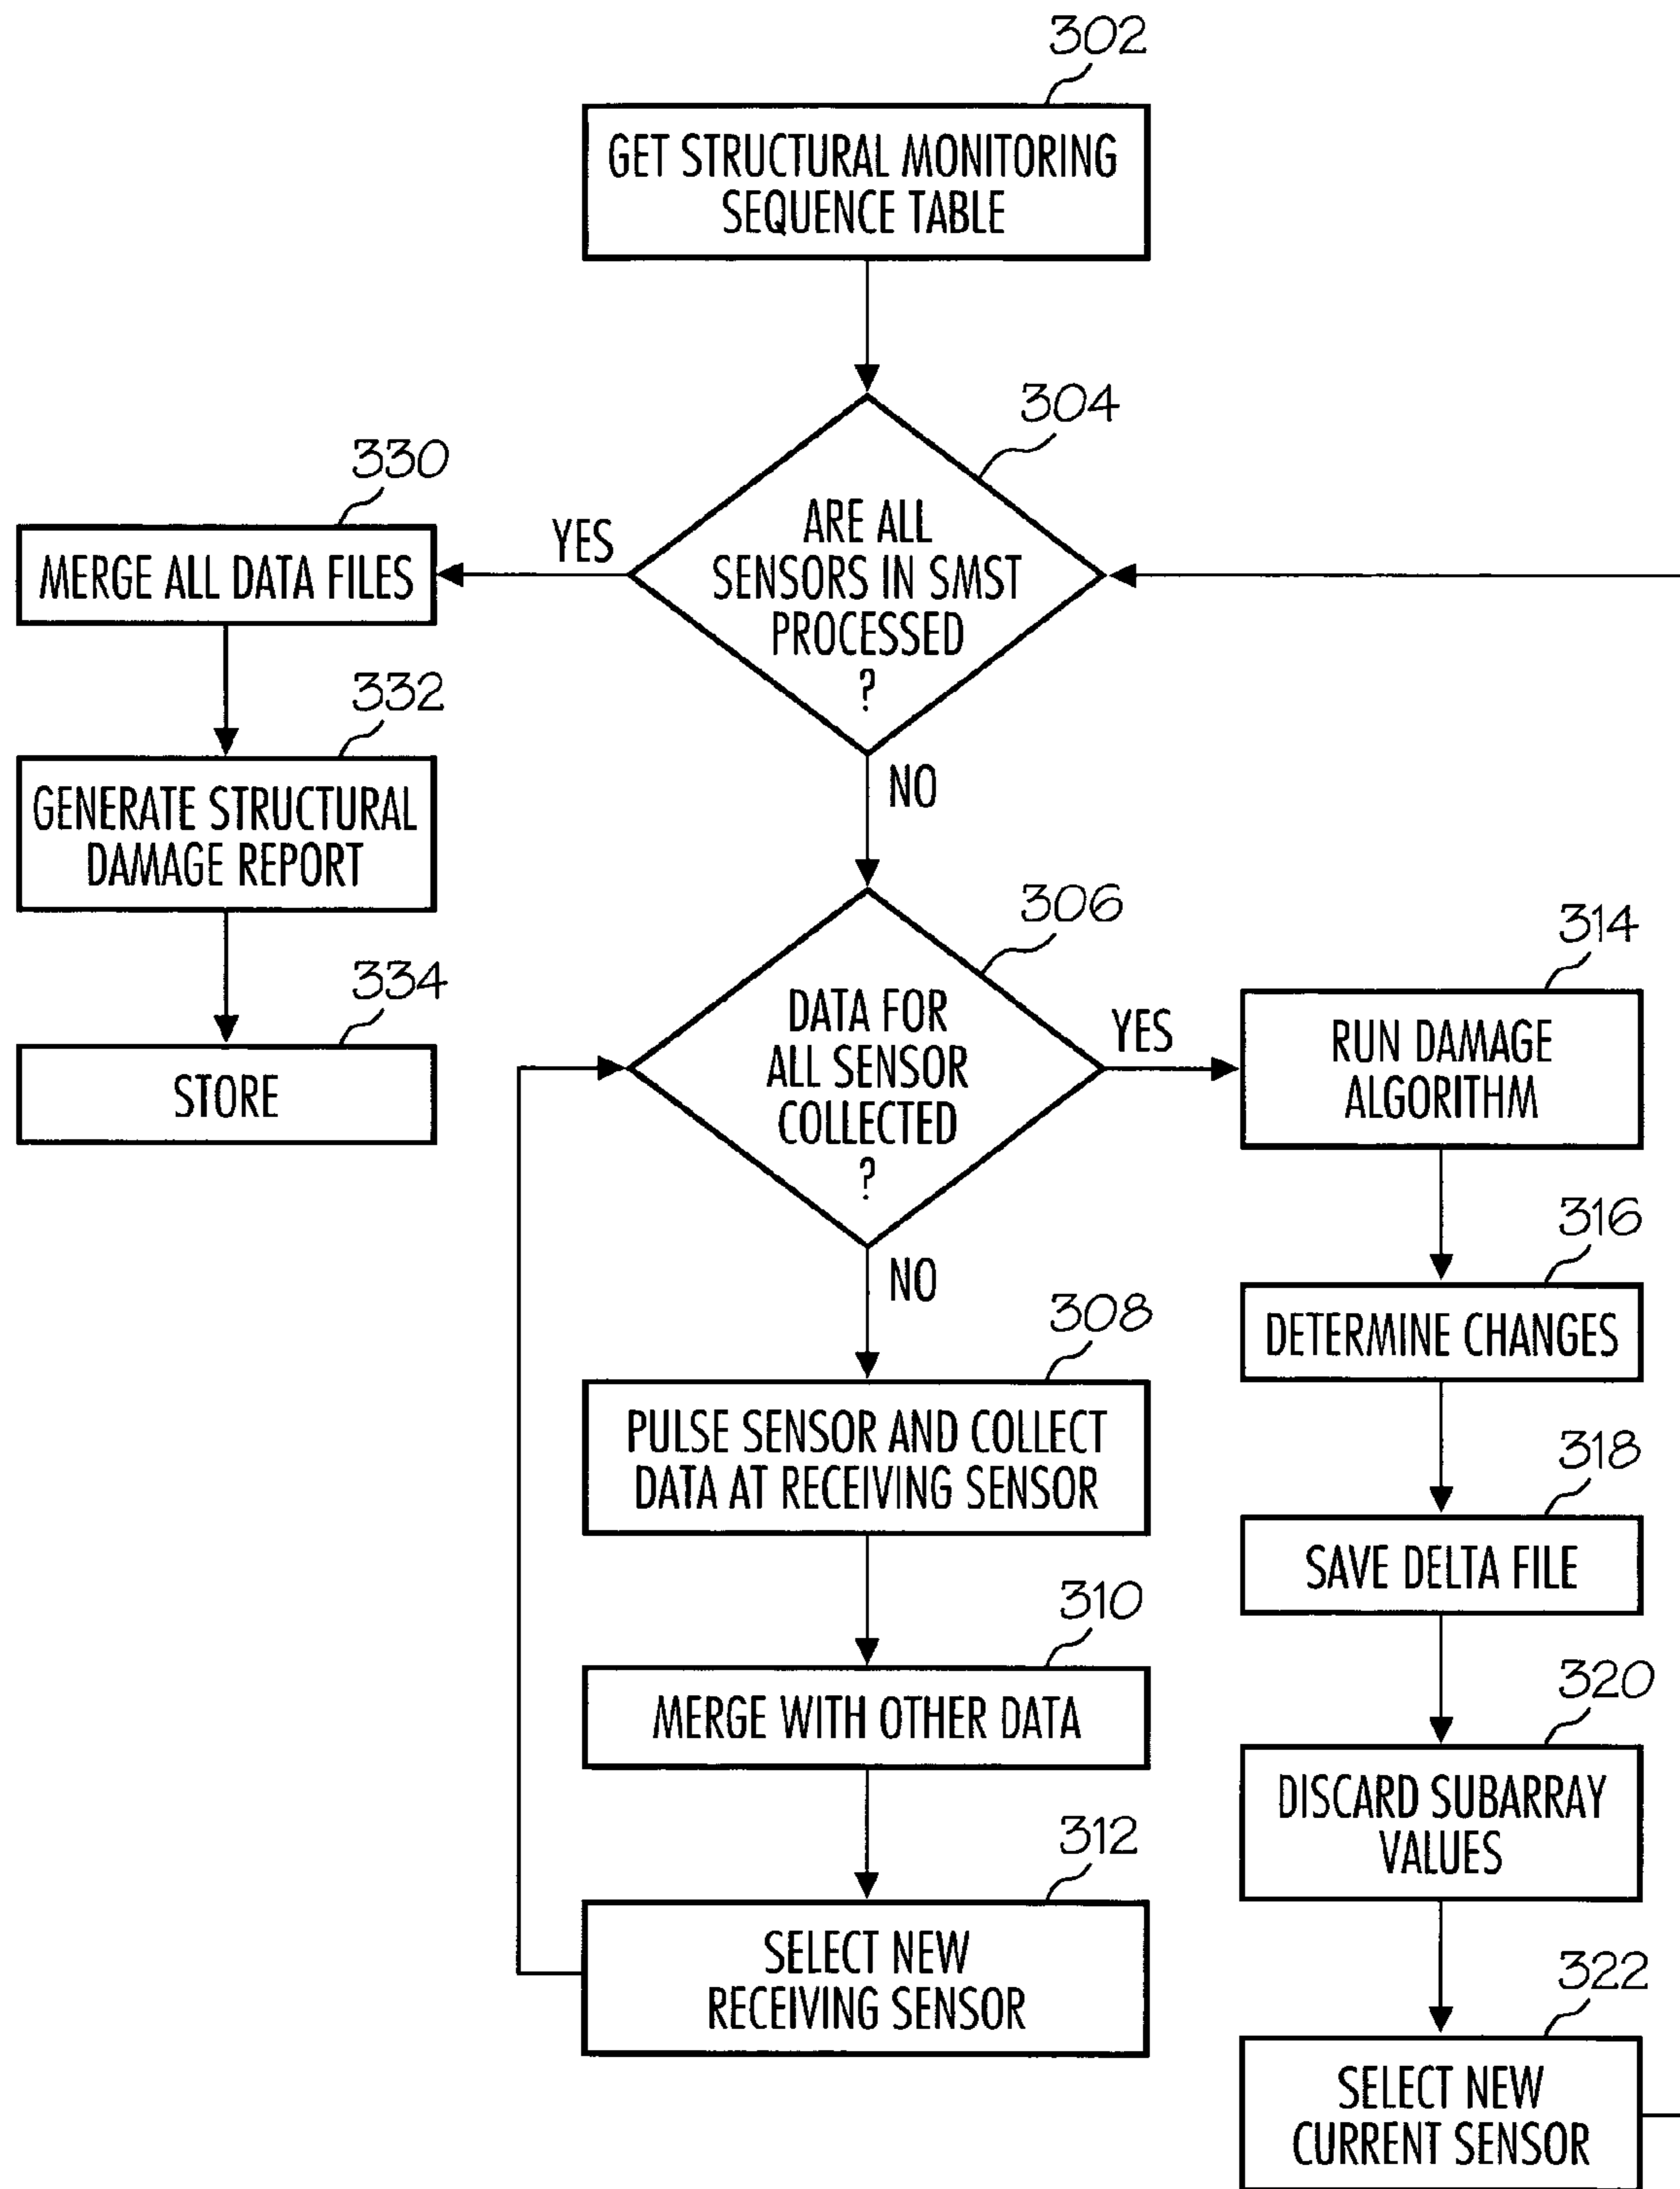 302
GET STRUCTURAL MONITORING
SEQUENCE TABLE
304
ARE ALL
SENSORS IN SMST
PROCESSED
?
YES
NO
330
MERGE ALL DATA FILES
332
GENERATE STRUCTURAL
DAMAGE REPORT
334
STORE
306
DATA FOR
ALL SENSOR
COLLECTED
?
YES
NO
308
PULSE SENSOR AND COLLECT
DATA AT RECEIVING SENSOR
310
MERGE WITH OTHER DATA
312
SELECT NEW
RECEIVING SENSOR
314
RUN DAMAGE
ALGORITHM
316
DETERMINE CHANGES
318
SAVE DELTA FILE
320
DISCARD SUBARRAY
VALUES
322
SELECT NEW
CURRENT SENSOR